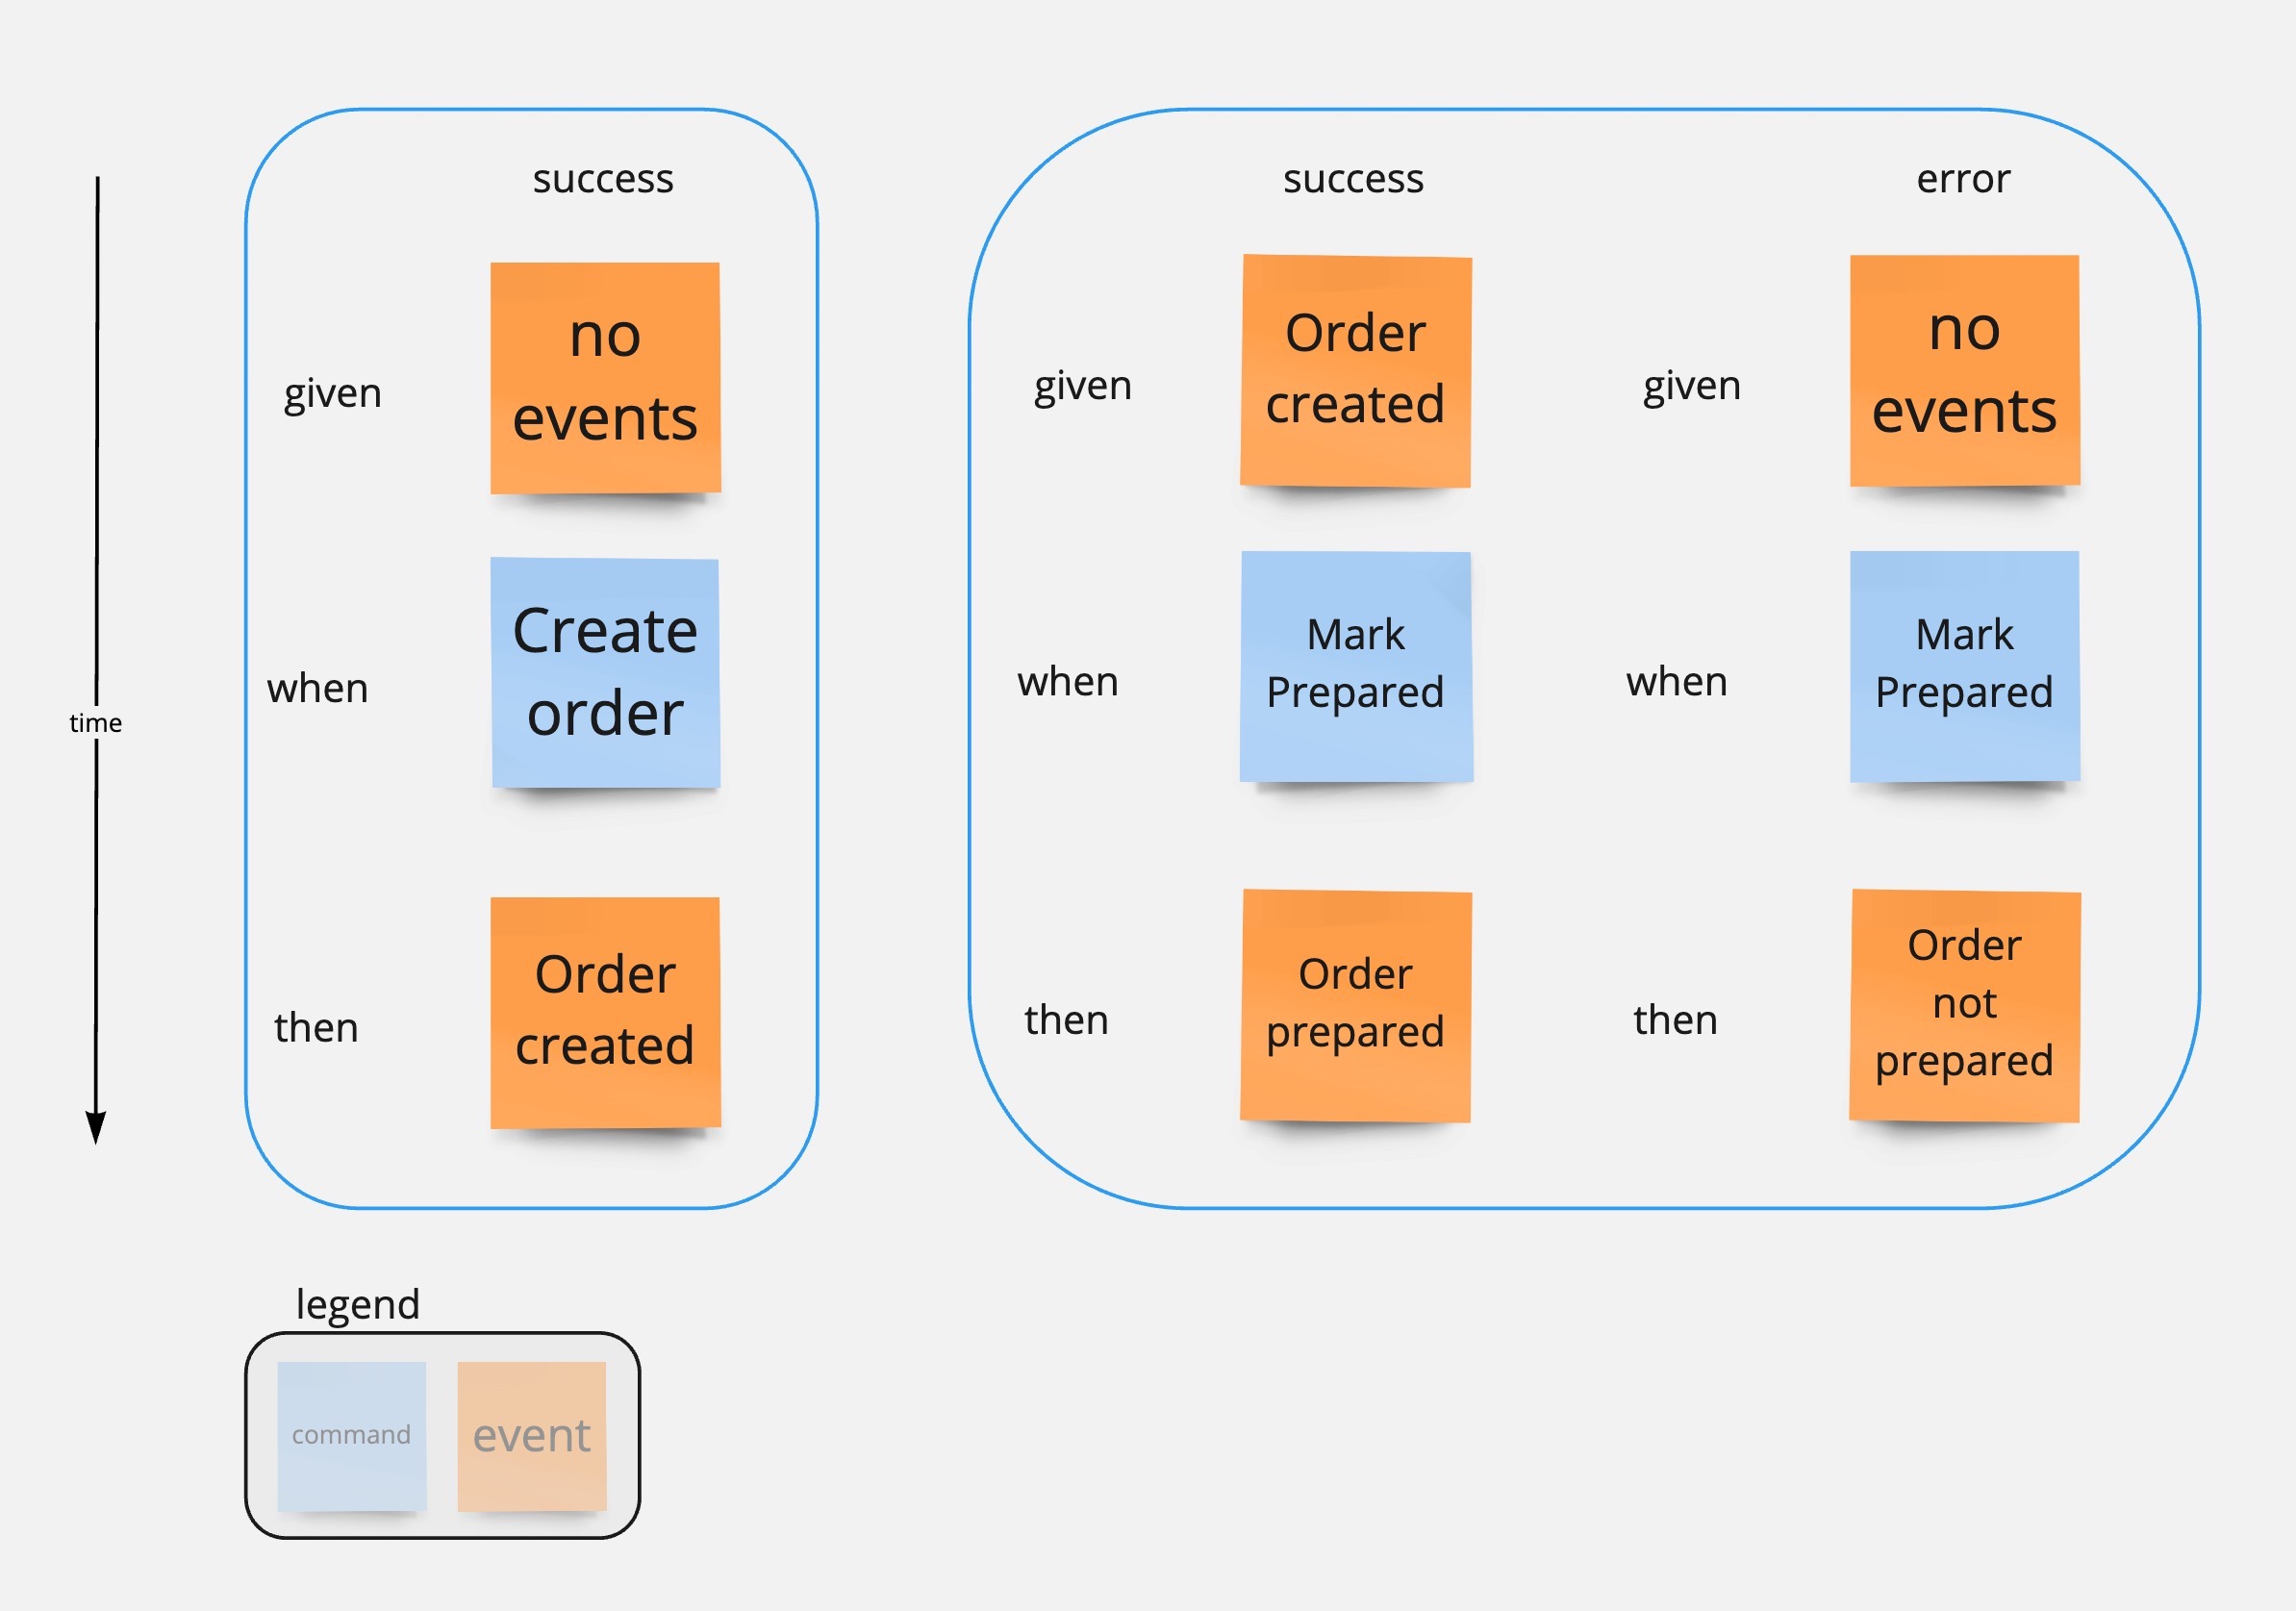 success
given
no
events
when
Create
order
then
Order
created
time
success
given
Order
created
when
Mark
Prepared
then
Order
prepared
error
given
no
events
when
Mark
Prepared
then
Order
not
prepared
legend
command
event